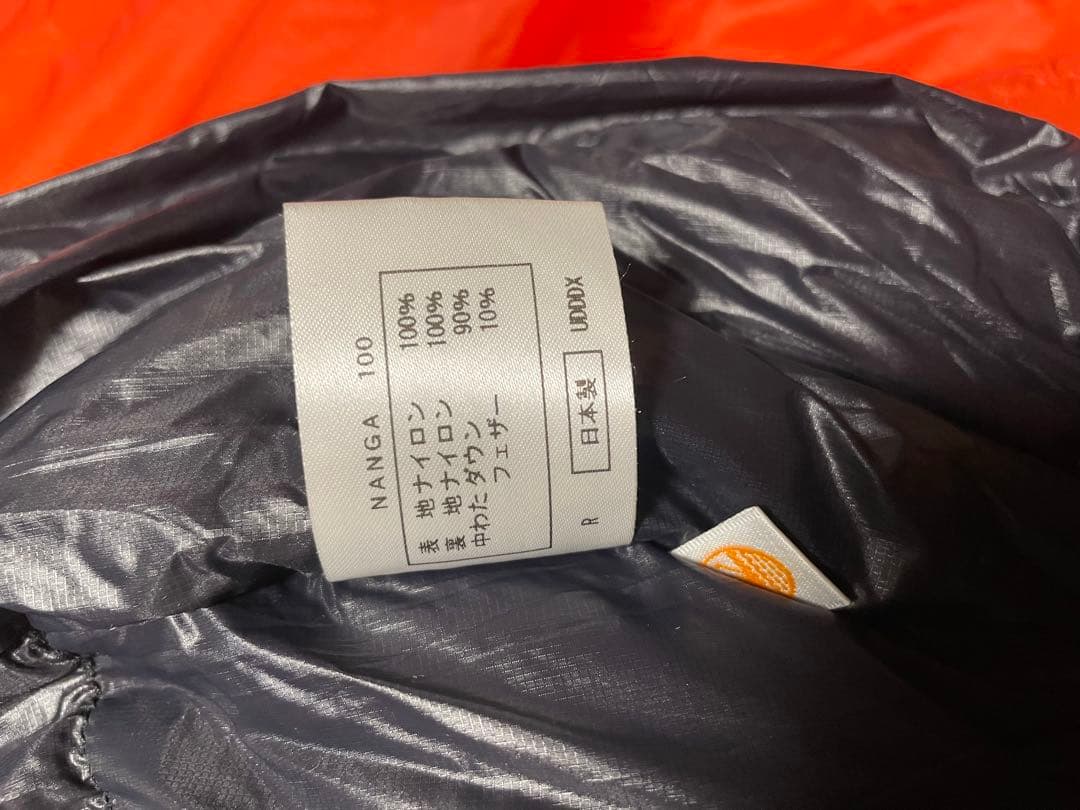 NANGA 100
表 地 ナイロン 100%
裏 地 ナイロン 100%
中わた ダウン 90%
フェザー 10%
R 日本製 UDDDX